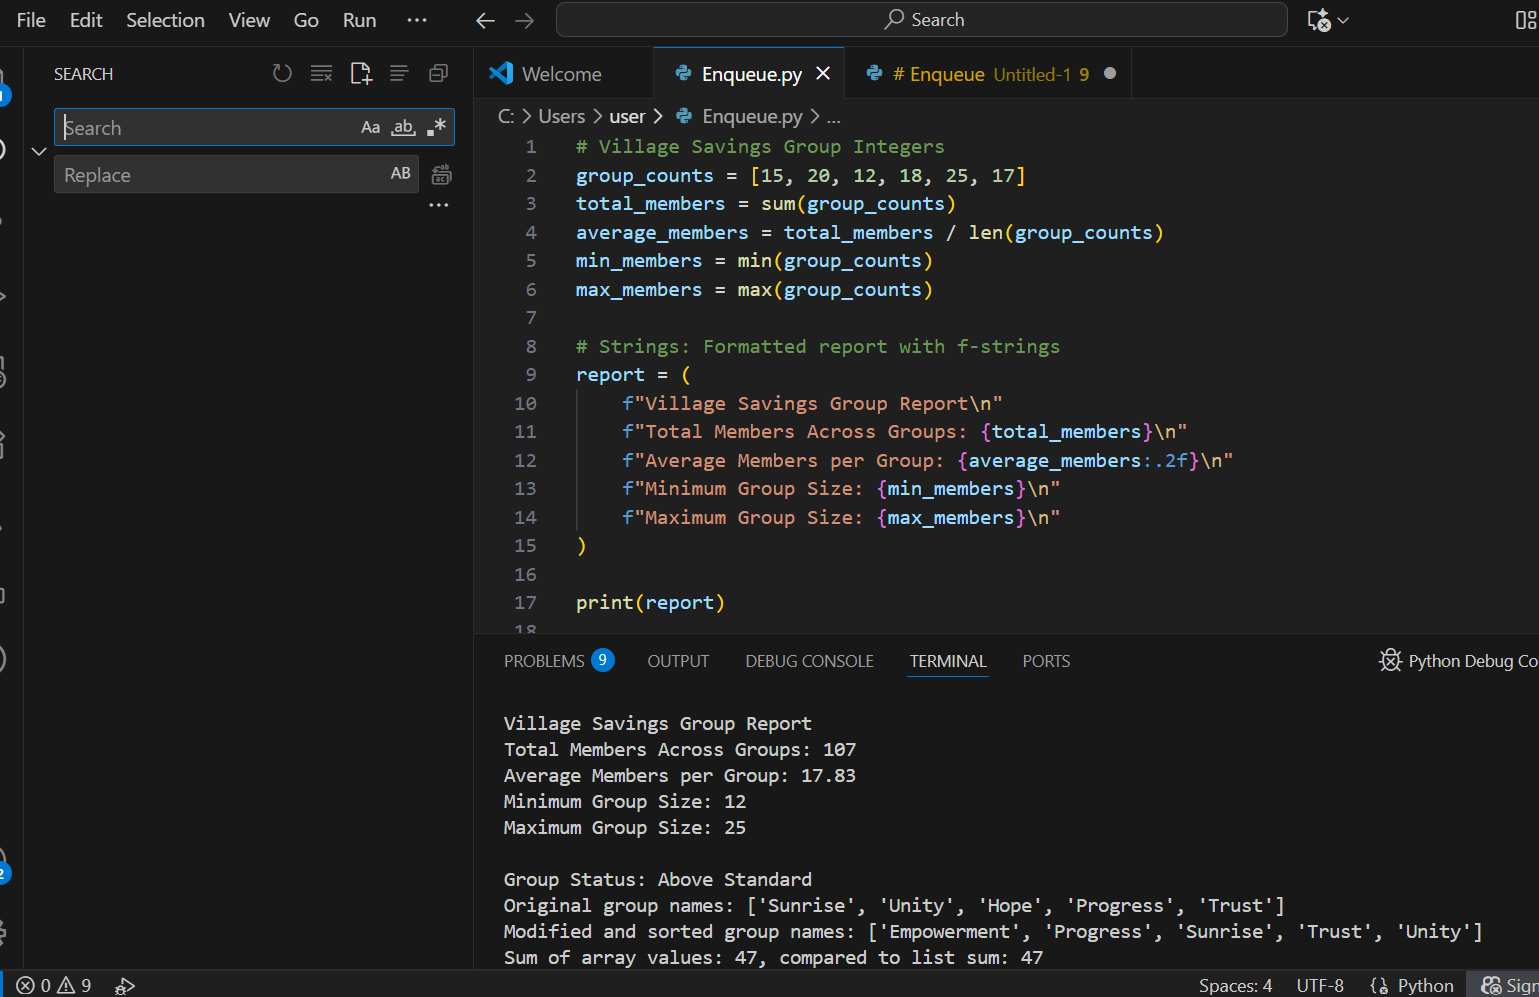 File Edit Selection View Go Run ...
Search
SEARCH
Search Aa ab .*
Replace AB
...
Welcome Enqueue.py # Enqueue Untitled-1 9
C: > Users > user > Enqueue.py > ...
1 # Village Savings Group Integers
2 group_counts = [15, 20, 12, 18, 25, 17]
3 total_members = sum(group_counts)
4 average_members = total_members / len(group_counts)
5 min_members = min(group_counts)
6 max_members = max(group_counts)
7
8 # Strings: Formatted report with f-strings
9 report = (
10     f"Village Savings Group Report\n"
11     f"Total Members Across Groups: {total_members}\n"
12     f"Average Members per Group: {average_members:.2f}\n"
13     f"Minimum Group Size: {min_members}\n"
14     f"Maximum Group Size: {max_members}\n"
15 )
16
17 print(report)
18
PROBLEMS 9 OUTPUT DEBUG CONSOLE TERMINAL PORTS Python Debug Co
Village Savings Group Report
Total Members Across Groups: 107
Average Members per Group: 17.83
Minimum Group Size: 12
Maximum Group Size: 25
Group Status: Above Standard
Original group names: ['Sunrise', 'Unity', 'Hope', 'Progress', 'Trust']
Modified and sorted group names: ['Empowerment', 'Progress', 'Sunrise', 'Trust', 'Unity']
Sum of array values: 47, compared to list sum: 47
0 9 Spaces: 4 UTF-8 Python Sign